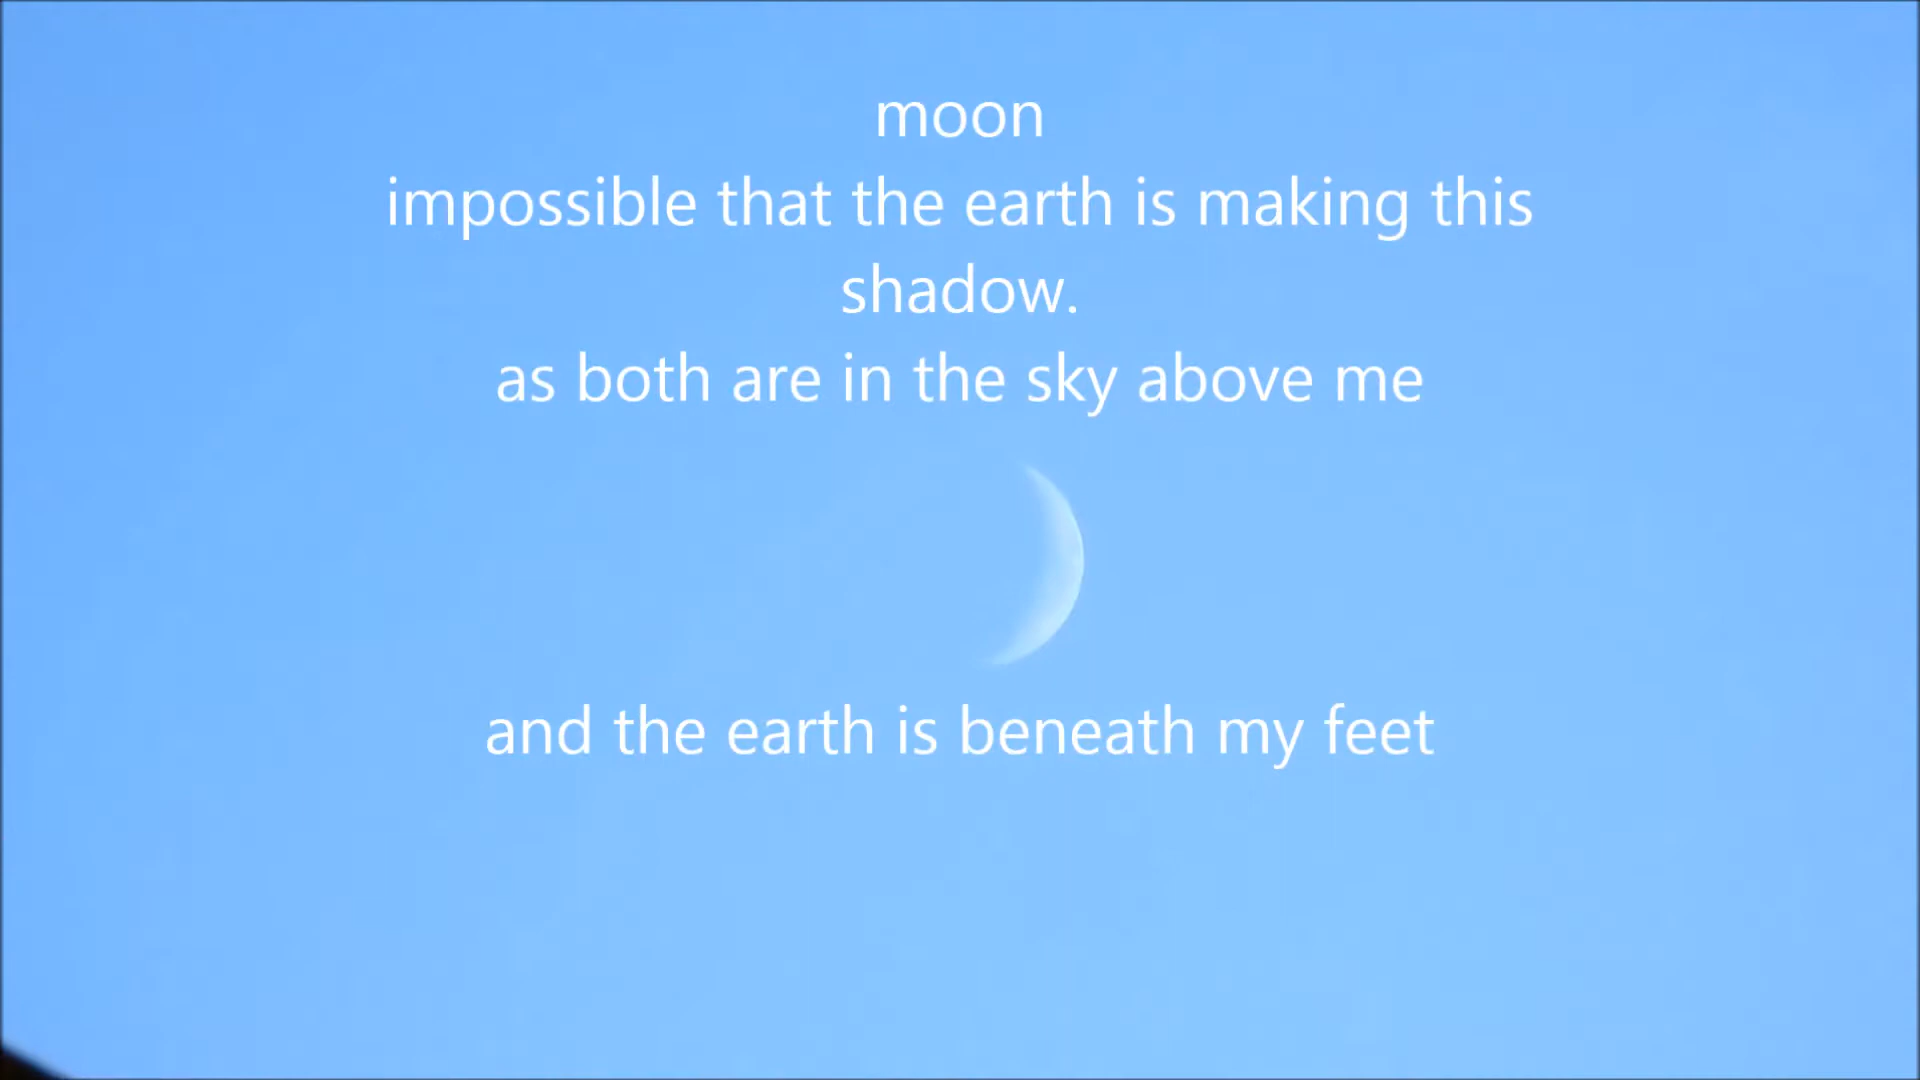 moon
impossible that the earth is making this
shadow.
as both are in the sky above me
and the earth is beneath my feet